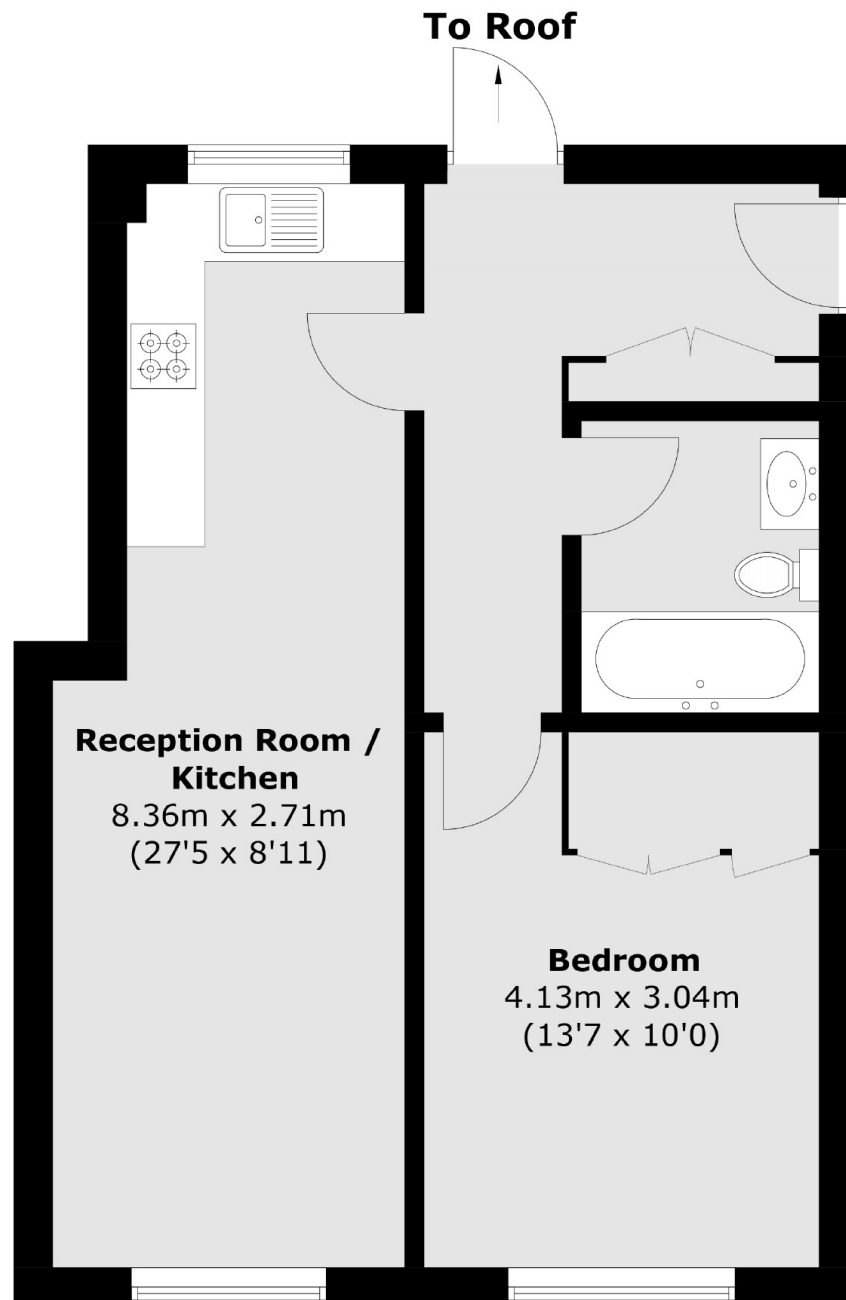 To Roof
Reception Room /
Kitchen
8.36m x 2.71m
(27'5 x 8'11)
Bedroom
4.13m x 3.04m
(13'7 x 10'0)